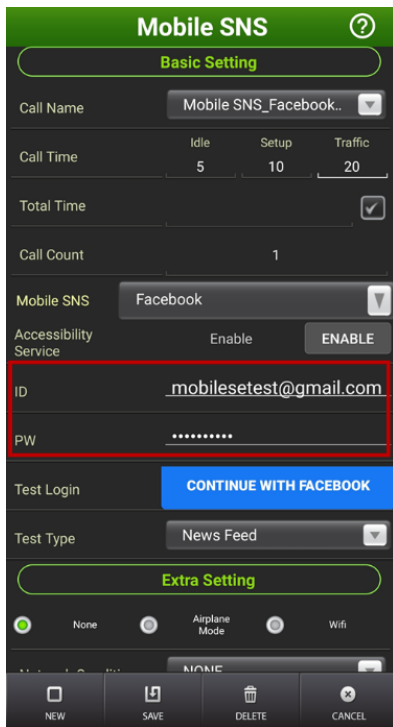 Mobile SNS ?
Basic Setting
Call Name Mobile SNS_Facebook..
Idle Setup Traffic
Call Time 5 10 20
Total Time
Call Count 1
Mobile SNS Facebook
Accessibility Service Enable ENABLE
ID mobilesetest@gmail.com
PW ••••••••••
Test Login CONTINUE WITH FACEBOOK
Test Type News Feed
Extra Setting
None Airplane Mode Wifi
NONE
NEW SAVE DELETE CANCEL